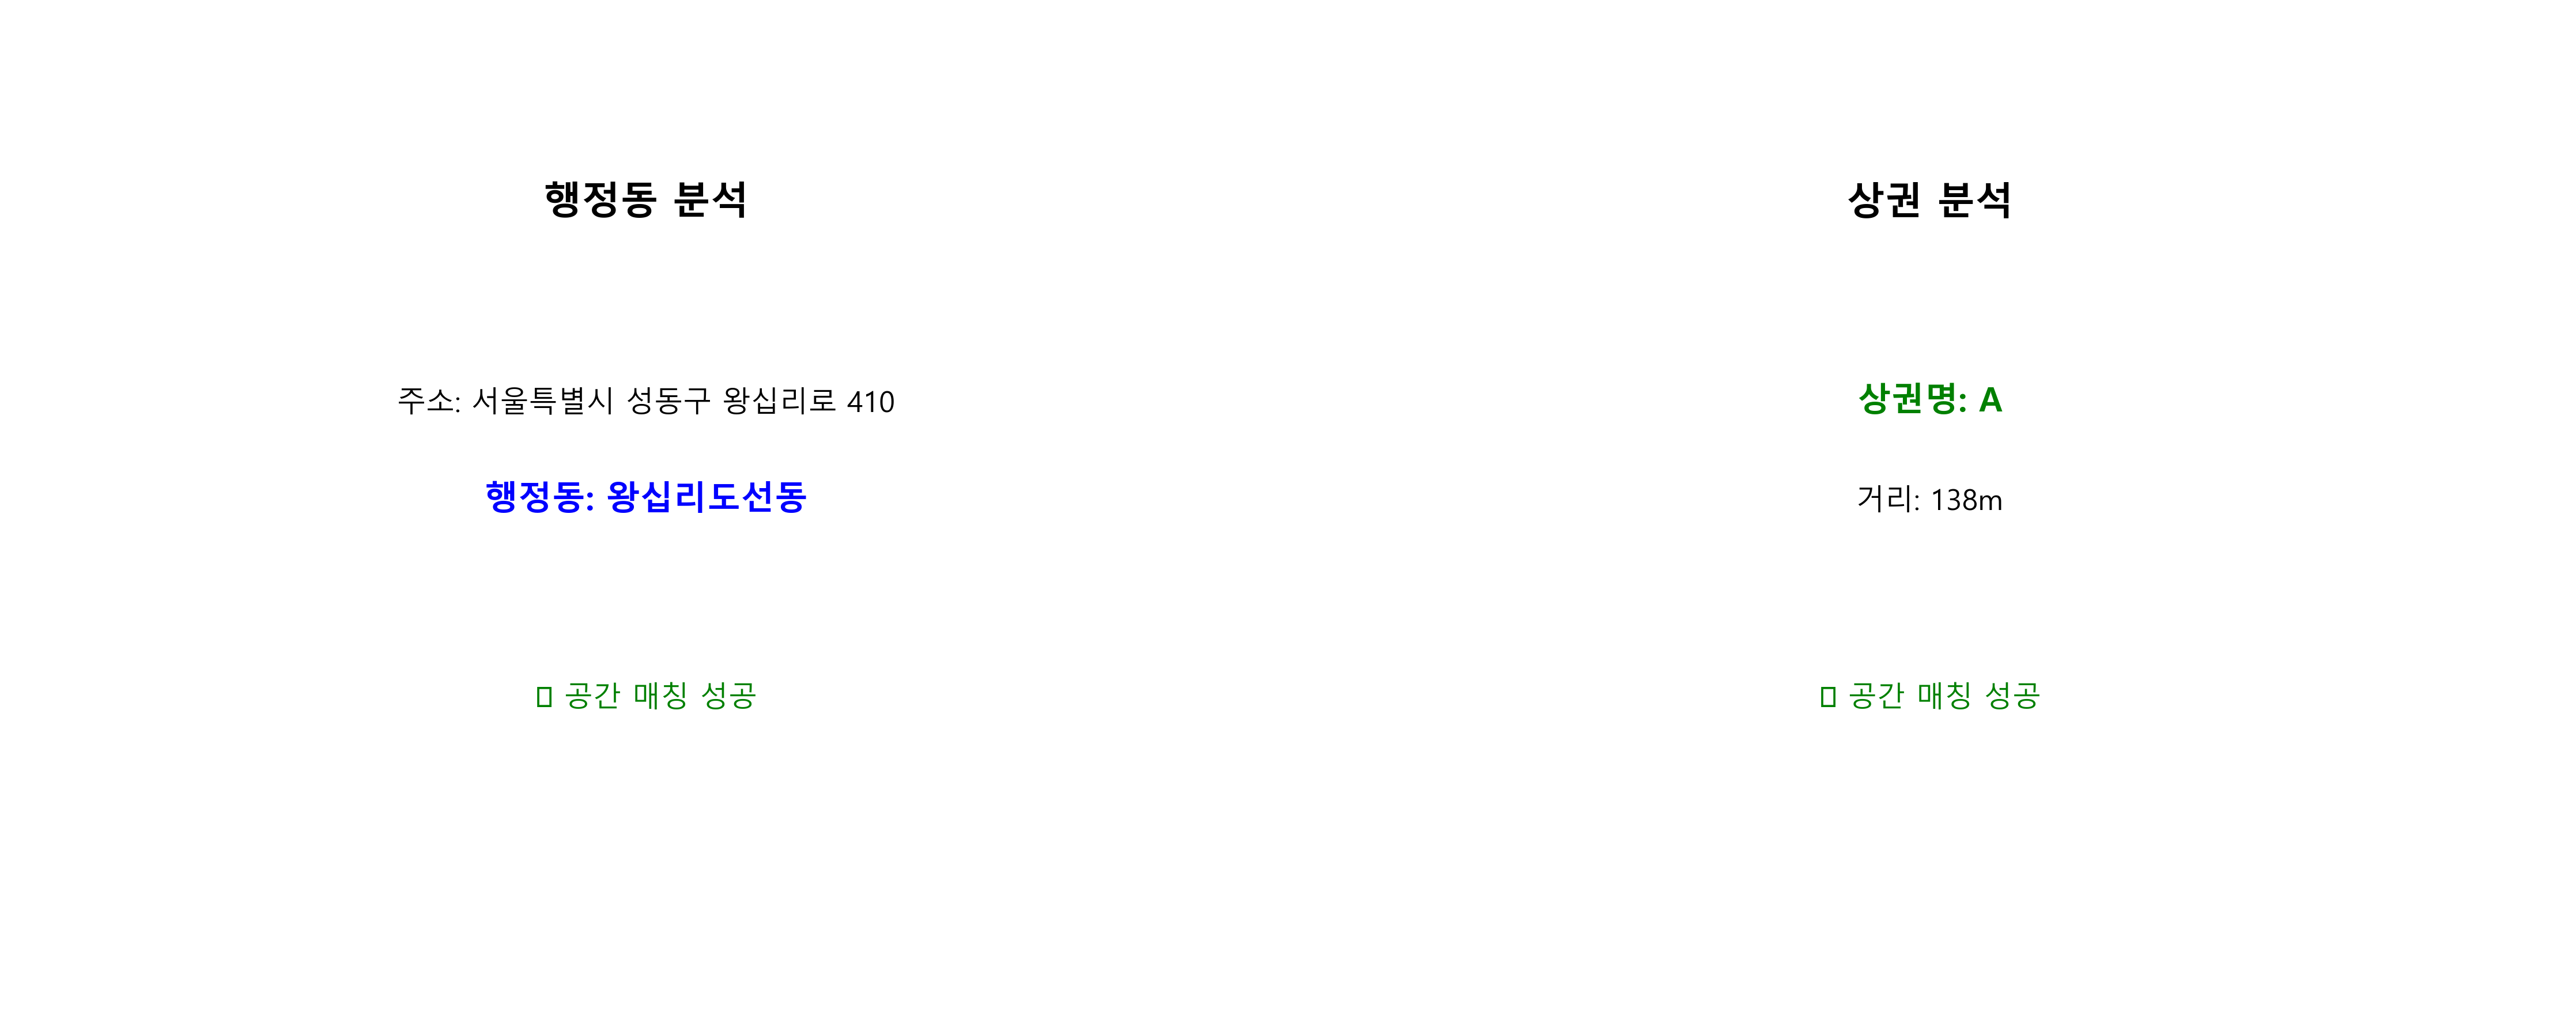 행정동 분석
주소: 서울특별시 성동구 왕십리로 410
행정동: 왕십리도선동
▯ 공간 매칭 성공
상권 분석
상권명: A
거리: 138m
▯ 공간 매칭 성공